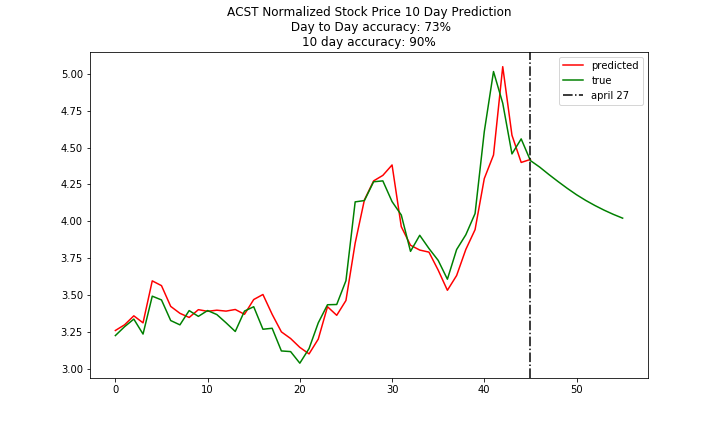 ACST Normalized Stock Price 10 Day Prediction
Day to Day accuracy: 73%
10 day accuracy: 90%
predicted
true
april 27
5.00
4.75
4.50
4.25
4.00
3.75
3.50
3.25
3.00
0 10 20 30 40 50